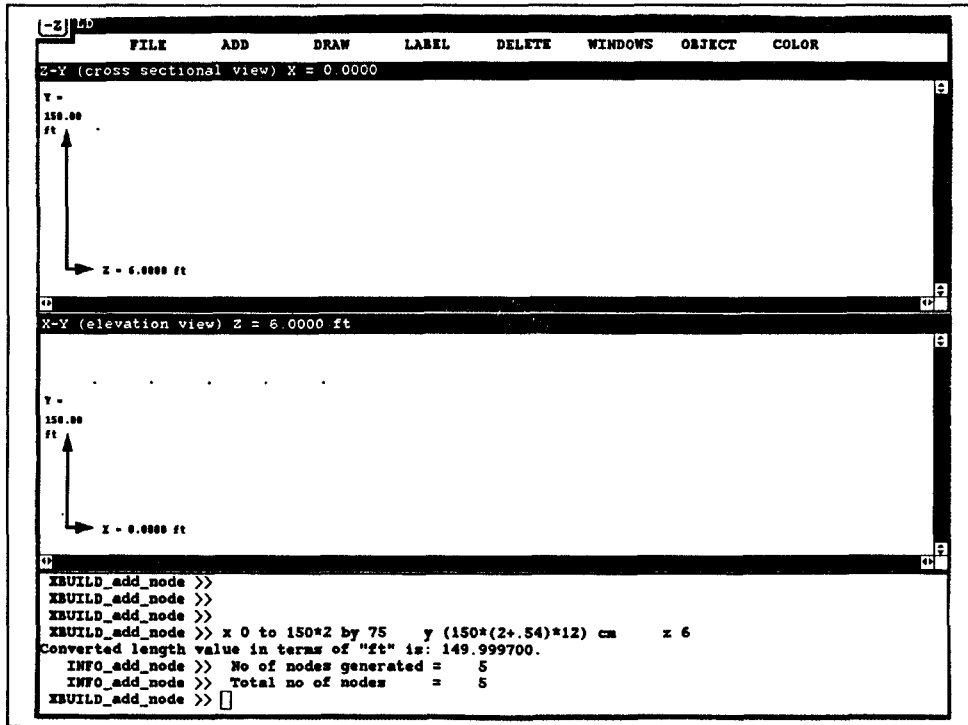 -Z LD
FILE ADD DRAW LABEL DELETE WINDOWS OBJECT COLOR
Z-Y (cross sectional view) X = 0.0000
Y =
150.00
ft
Z = 6.0000 ft
X-Y (elevation view) Z = 6.0000 ft
Y =
150.00
ft
X = 0.0000 ft
XBUILD_add_node >>
XBUILD_add_node >>
XBUILD_add_node >>
XBUILD_add_node >> x 0 to 150*2 by 75 y (150*(2+.54)*12) cm z 6
Converted length value in terms of "ft" is: 149.999700.
INFO_add_node >> No of nodes generated = 5
INFO_add_node >> Total no of nodes = 5
XBUILD_add_node >>